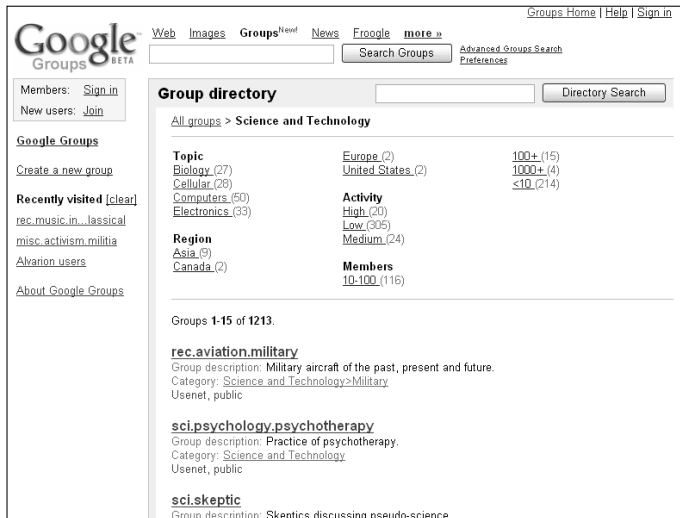 Groups Home | Help | Sign in
Google
Groups BETA
Web Images Groups New! News Froogle more »
Search Groups
Advanced Groups Search
Preferences
Members: Sign in
New users: Join
Google Groups
Create a new group
Recently visited [clear]
rec.music.in...lassical
misc.activism.militia
Alvarion users
About Google Groups
Group directory
Directory Search
All groups > Science and Technology
Topic
Biology (27)
Cellular (28)
Computers (50)
Electronics (33)
Region
Asia (9)
Canada (2)
Europe (2)
United States (2)
Activity
High (20)
Low (305)
Medium (24)
Members
10-100 (116)
100+ (15)
1000+ (4)
<10 (214)
Groups 1-15 of 1213.
rec.aviation.military
Group description: Military aircraft of the past, present and future.
Category: Science and Technology>Military
Usenet, public
sci.psychology.psychotherapy
Group description: Practice of psychotherapy.
Category: Science and Technology
Usenet, public
sci.skeptic
Group description: Skeptics discussing pseudo-science.